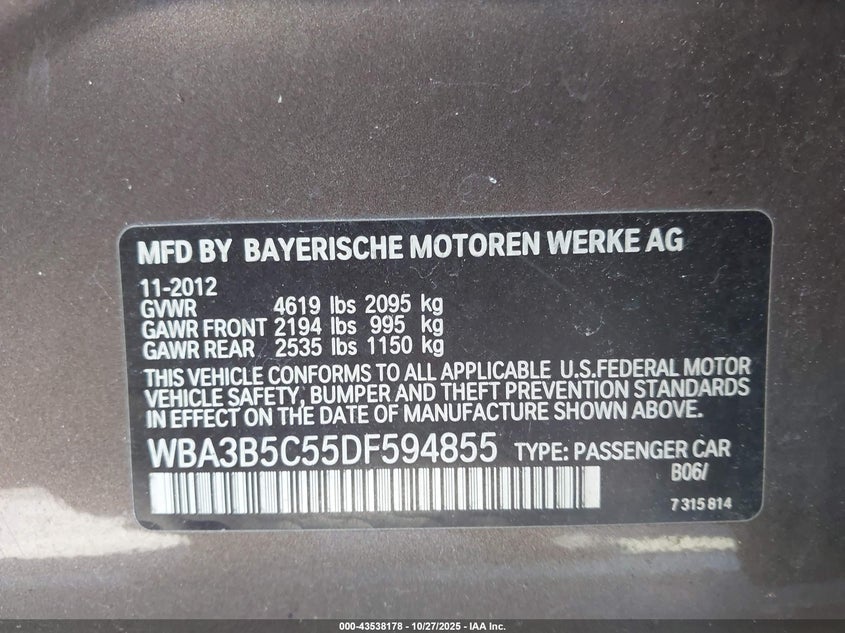 MFD BY BAYERISCHE MOTOREN WERKE AG
11-2012
GVWR 4619 lbs 2095 kg
GAWR FRONT 2194 lbs 995 kg
GAWR REAR 2535 lbs 1150 kg
THIS VEHICLE CONFORMS TO ALL APPLICABLE U.S.FEDERAL MOTOR
VEHICLE SAFETY, BUMPER AND THEFT PREVENTION STANDARDS
IN EFFECT ON THE DATE OF MANUFACTURE SHOWN ABOVE.
WBA3B5C55DF594855 TYPE: PASSENGER CAR
B06/
7 315 814
000-43538178 - 10/27/2025 - IAA Inc.